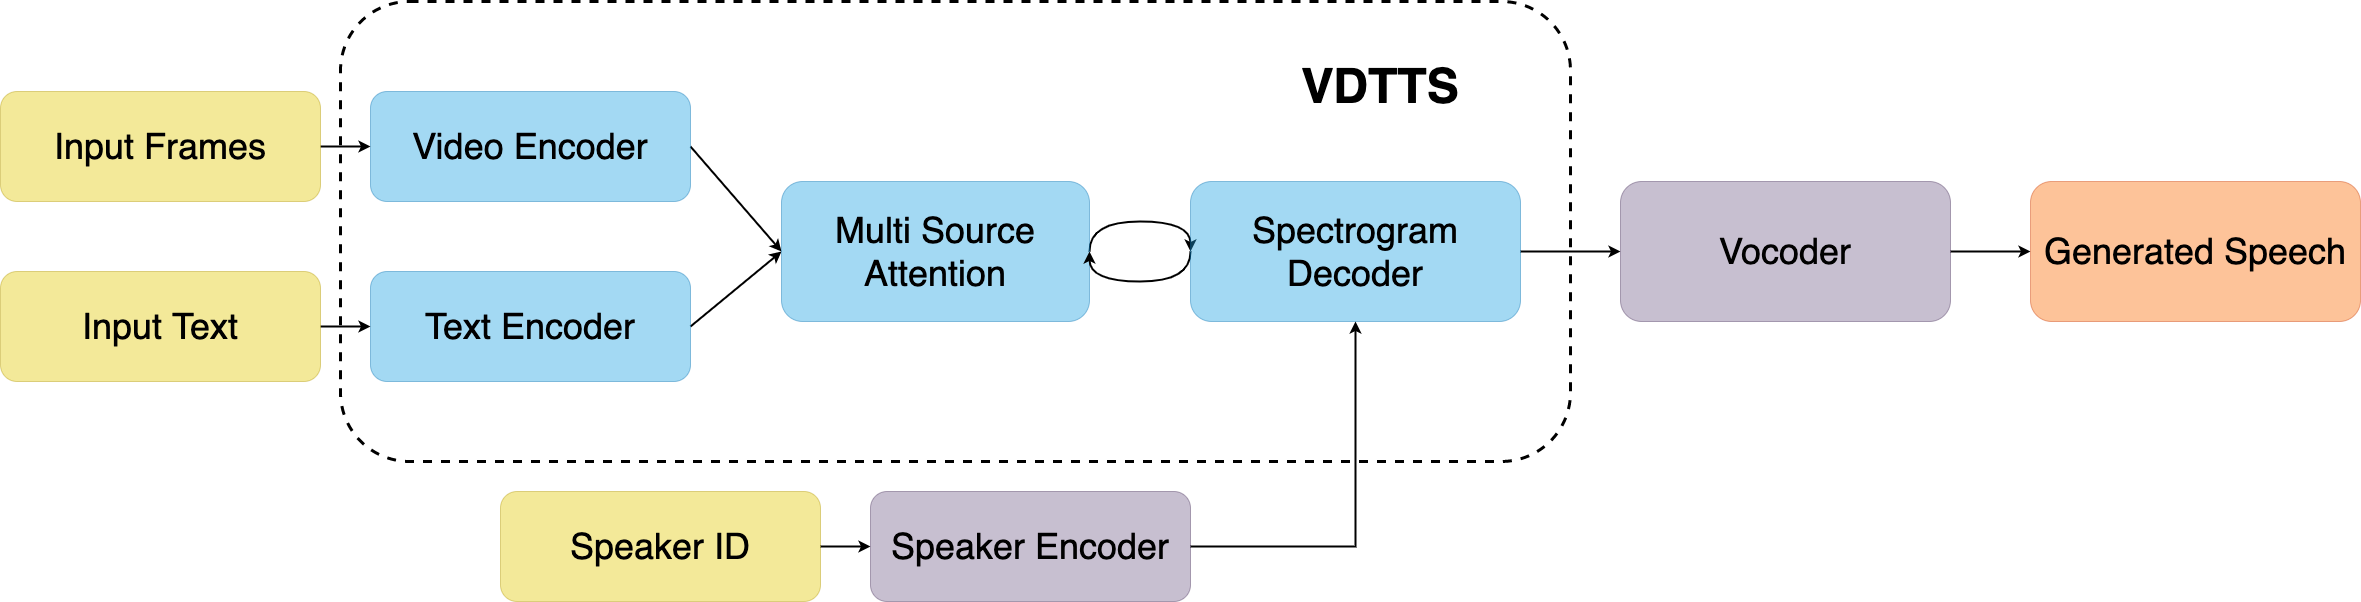 VDTTS
Input Frames
Video Encoder
Input Text
Text Encoder
Multi Source
Attention
Spectrogram
Decoder
Vocoder
Generated Speech
Speaker ID
Speaker Encoder